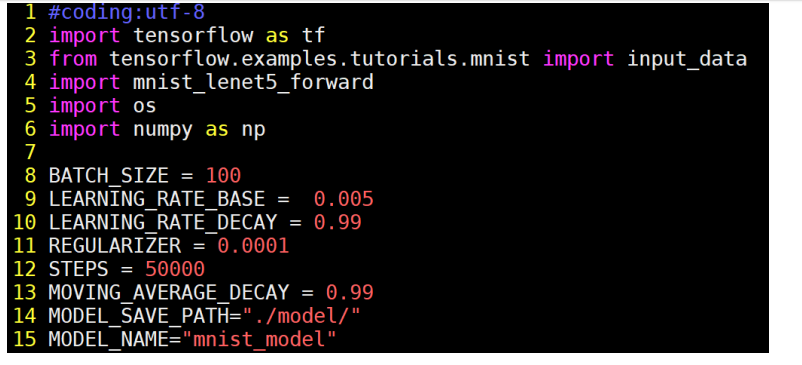 1 #coding:utf-8
2 import tensorflow as tf
3 from tensorflow.examples.tutorials.mnist import input_data
4 import mnist_lenet5_forward
5 import os
6 import numpy as np
7
8 BATCH_SIZE = 100
9 LEARNING_RATE_BASE =  0.005
10 LEARNING_RATE_DECAY = 0.99
11 REGULARIZER = 0.0001
12 STEPS = 50000
13 MOVING_AVERAGE_DECAY = 0.99
14 MODEL_SAVE_PATH="./model/"
15 MODEL_NAME="mnist_model"